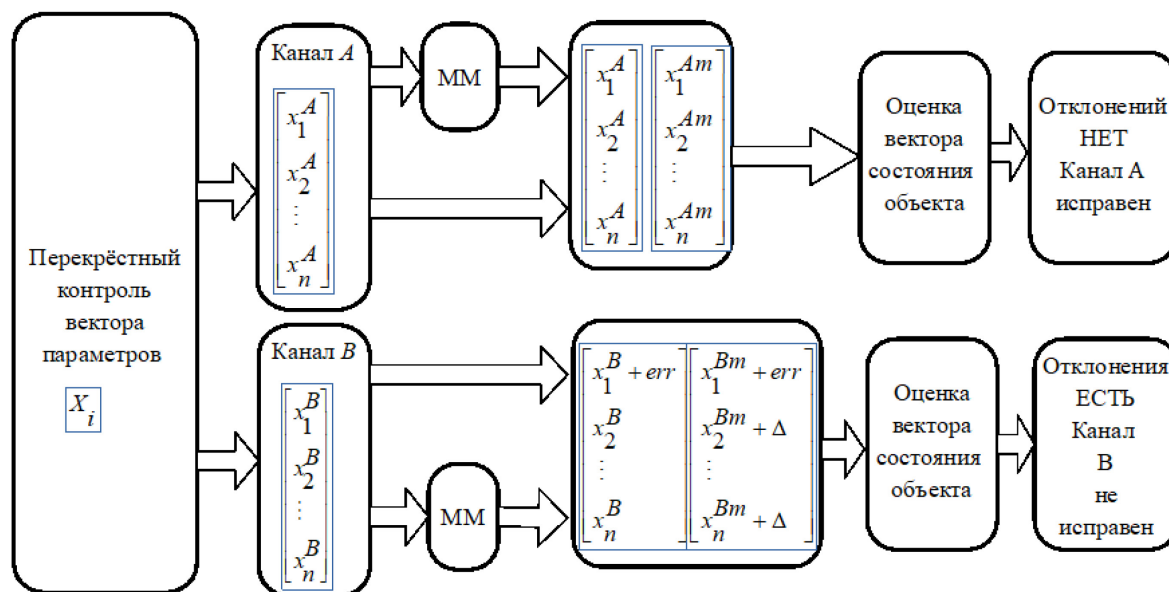 Перекрёстный
контроль
вектора
параметров
X_i
Канал A
x_1^A
x_2^A
⋮
x_n^A
ММ
x_1^A x_1^{Am}
x_2^A x_2^{Am}
⋮ ⋮
x_n^A x_n^{Am}
Оценка
вектора
состояния
объекта
Отклонений
НЕТ
Канал А
исправен
Канал B
x_1^B
x_2^B
⋮
x_n^B
ММ
x_1^B + err x_1^{Bm} + err
x_2^B x_2^{Bm} + Δ
⋮ ⋮
x_n^B x_n^{Bm} + Δ
Оценка
вектора
состояния
объекта
Отклонения
ЕСТЬ
Канал
В
не
исправен